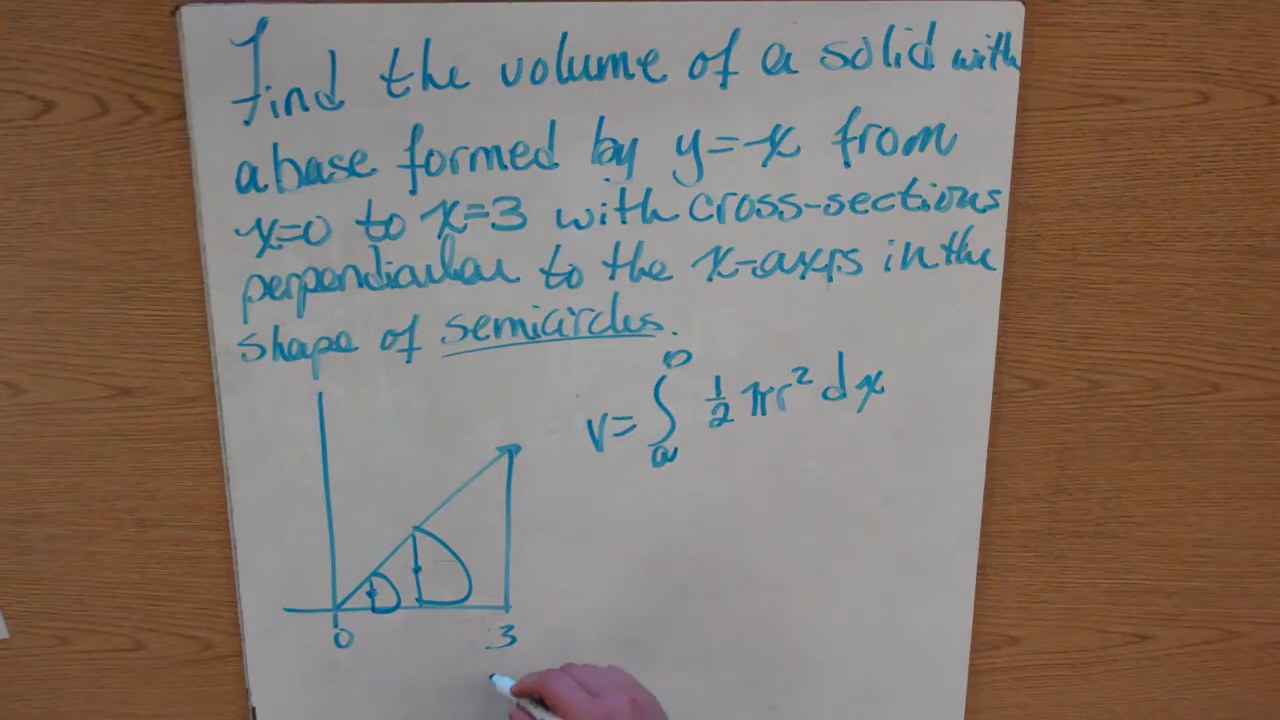 Find the volume of a solid with
a base formed by y=x from
x=0 to x=3 with cross-sections
perpendicular to the x-axis in the
shape of semicircles.
V= ∫ₐᵇ ½ πr² dx
0 3